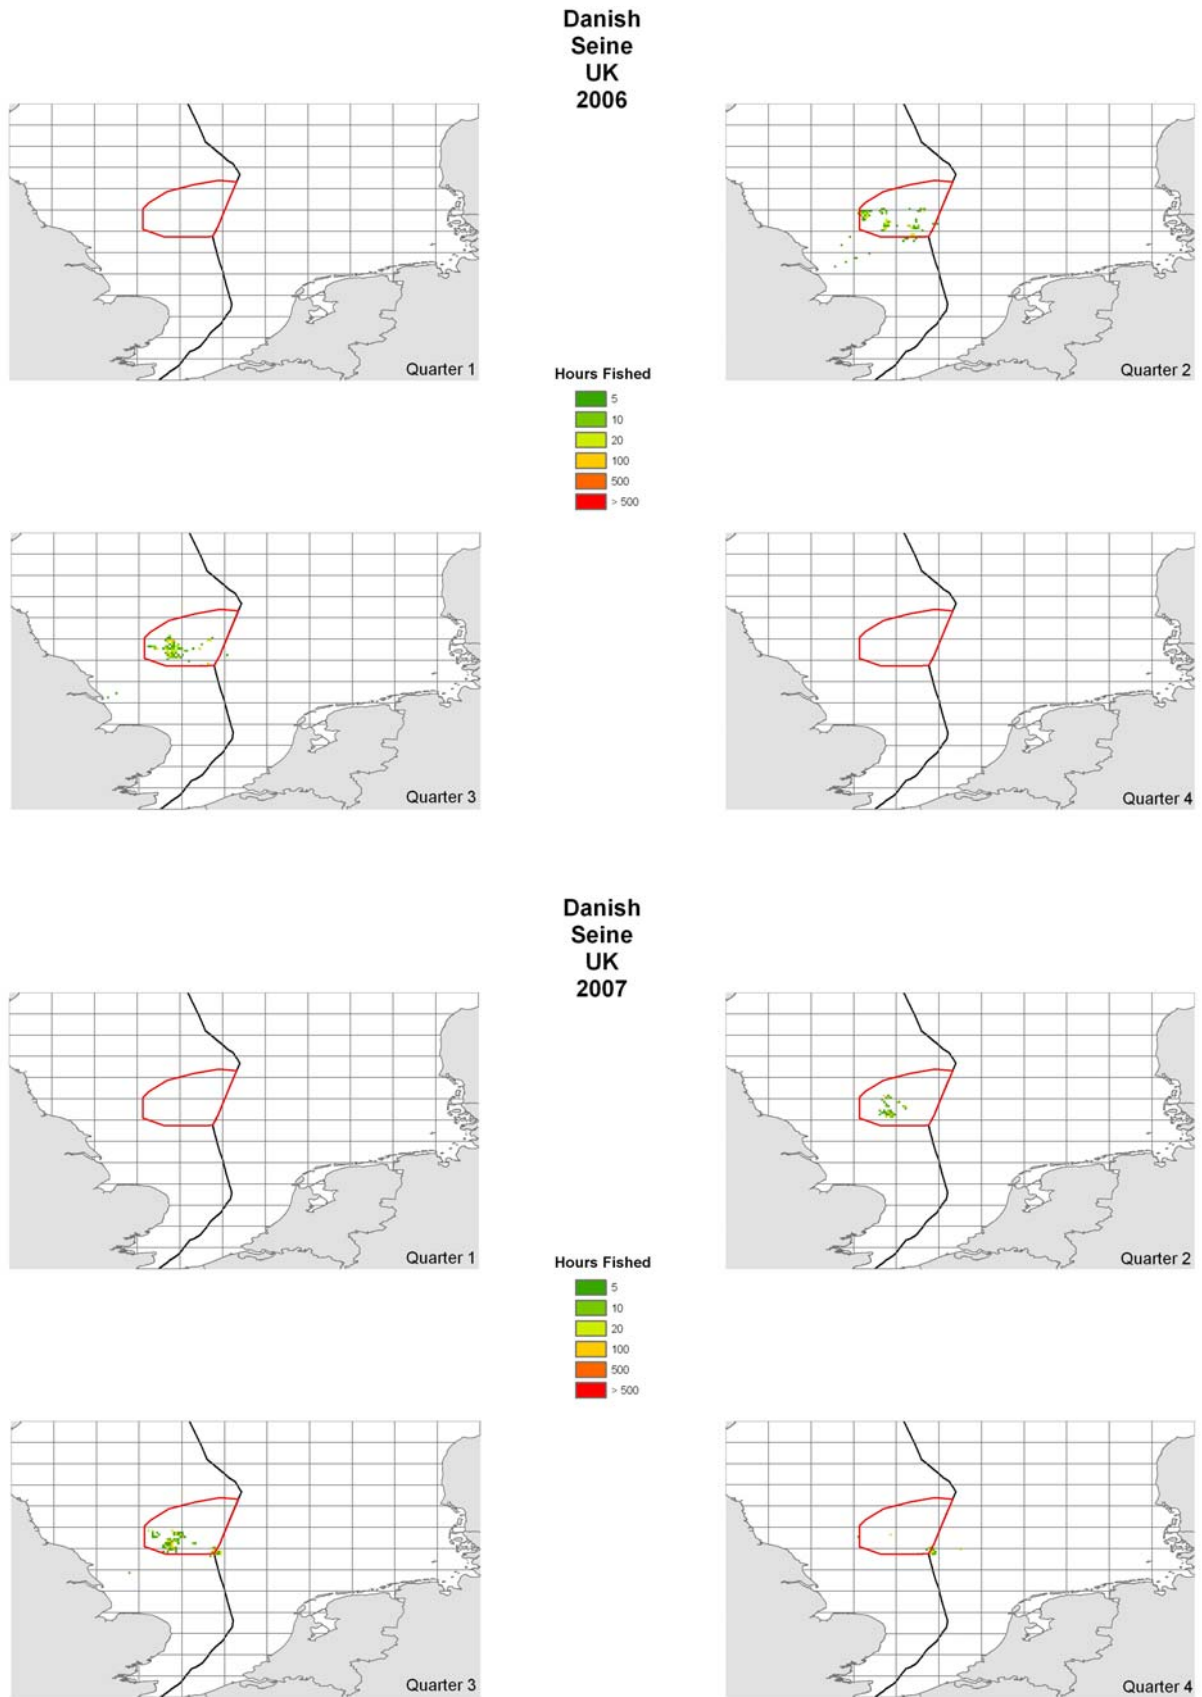 Danish
Seine
UK
2006
Quarter 1
Quarter 2
Hours Fished
5
10
20
100
500
> 500
Quarter 3
Quarter 4
Danish
Seine
UK
2007
Quarter 1
Quarter 2
Hours Fished
5
10
20
100
500
> 500
Quarter 3
Quarter 4